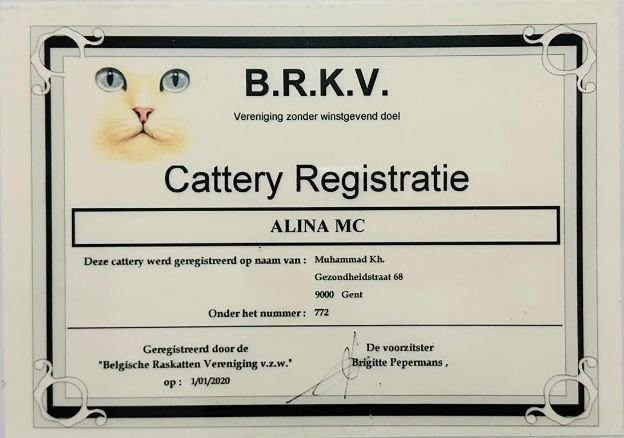 B.R.K.V.
Vereniging zonder winstgevend doel
Cattery Registratie
ALINA MC
Deze cattery werd geregistreerd op naam van : Muhammad Kh.
Gezondheidstraat 68
9000 Gent
Onder het nummer : 772
Geregistreerd door de
"Belgische Raskatten Vereniging v.z.w."
op : 1/01/2020
De voorzitster
Brigitte Pepermans ,